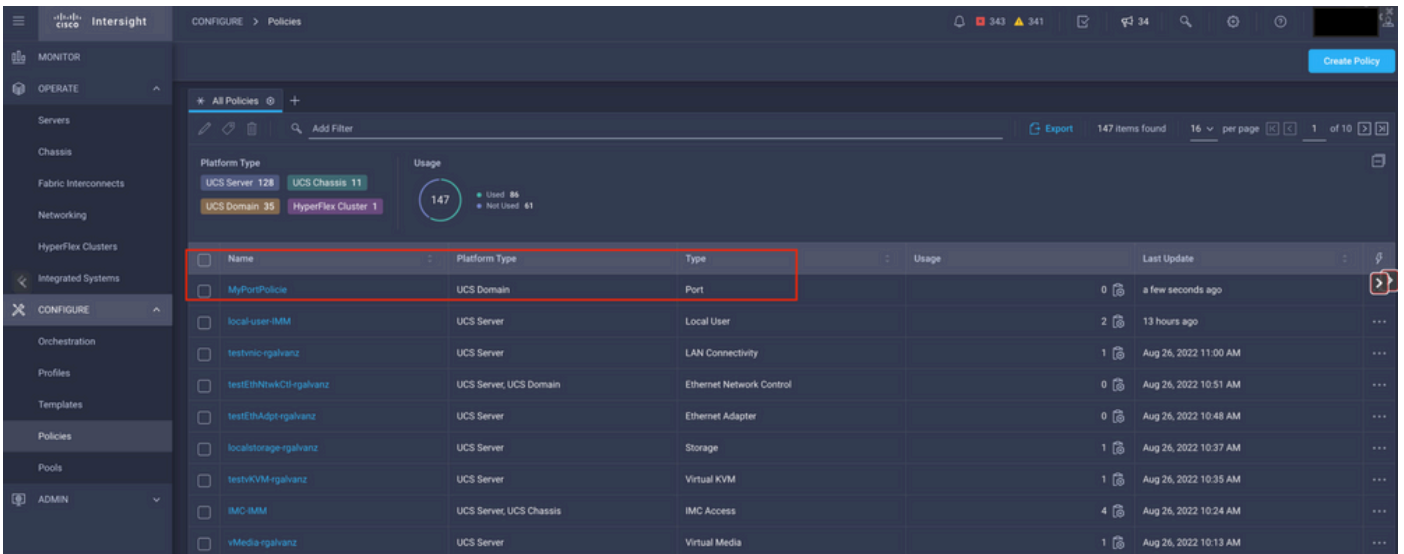 cisco Intersight CONFIGURE > Policies 343 341 34
MONITOR
Create Policy
OPERATE
All Policies +
Servers
Add Filter Export 147 items found 16 per page 1 of 10
Chassis
Platform Type Usage
Fabric Interconnects
UCS Server 128 UCS Chassis 11
147 Used 86
Not Used 61
UCS Domain 35 HyperFlex Cluster 1
Networking
HyperFlex Clusters
Name Platform Type Type Usage Last Update
Integrated Systems
MyPortPolicie UCS Domain Port 0 a few seconds ago
CONFIGURE
local-user-IMM UCS Server Local User 2 13 hours ago
Orchestration
testvnic-rgalvanz UCS Server LAN Connectivity 1 Aug 26, 2022 11:00 AM
Profiles
testEthNtwkCtl-rgalvanz UCS Server, UCS Domain Ethernet Network Control 0 Aug 26, 2022 10:51 AM
Templates
testEthAdpt-rgalvanz UCS Server Ethernet Adapter 0 Aug 26, 2022 10:48 AM
Policies
localstorage-rgalvanz UCS Server Storage 1 Aug 26, 2022 10:37 AM
Pools
testvKVM-rgalvanz UCS Server Virtual KVM 1 Aug 26, 2022 10:35 AM
ADMIN
IMC-IMM UCS Server, UCS Chassis IMC Access 4 Aug 26, 2022 10:24 AM
vMedia-rgalvanz UCS Server Virtual Media 1 Aug 26, 2022 10:13 AM